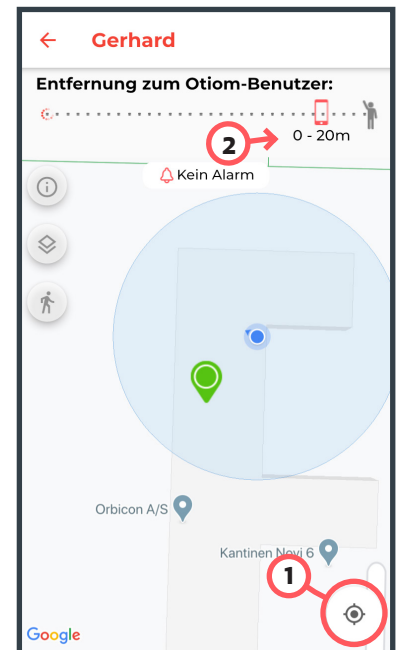 Gerhard
Entfernung zum Otiom-Benutzer:
2
0 - 20m
Kein Alarm
Orbicon A/S
Kantinen Novi 6
1
Google